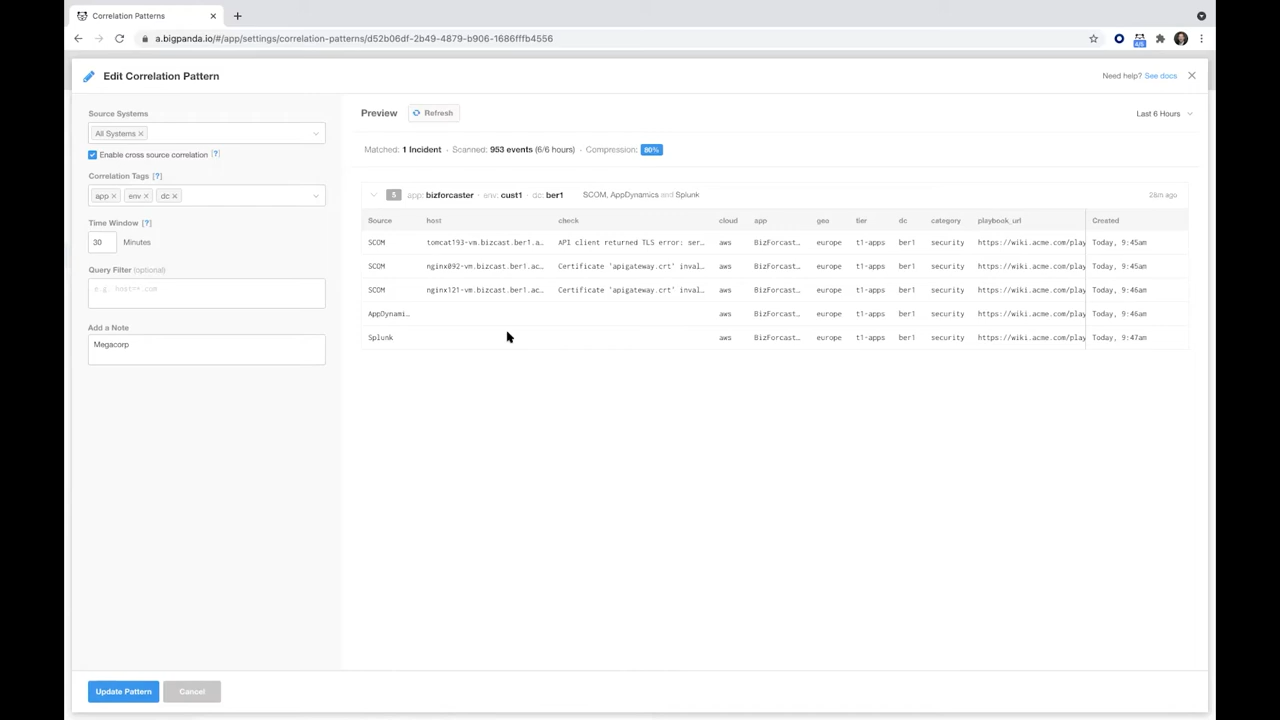 Correlation Patterns
a.bigpanda.io/#/app/settings/correlation-patterns/d52b06df-2b49-4879-b906-1686fffb4556
4/5
Edit Correlation Pattern
Need help? See docs
Source Systems
All Systems
Enable cross source correlation [?]
Correlation Tags [?]
app env dc
Time Window [?]
30 Minutes
Query Filter (optional)
e.g. host=*.com
Add a Note
Megacorp
Update Pattern Cancel
Preview Refresh Last 6 Hours
Matched: 1 Incident · Scanned: 953 events (6/6 hours) · Compression: 80%
5 app: bizforcaster · env: cust1 · dc: ber1 SCOM, AppDynamics and Splunk 28m ago
Source host check cloud app geo tier dc category playbook_url Created
SCOM tomcat193-vm.bizcast.ber1.a… API client returned TLS error: ser… aws BizForcast… europe t1-apps ber1 security https://wiki.acme.com/play Today, 9:45am
SCOM nginx092-vm.bizcast.ber1.ac… Certificate 'apigateway.crt' inval… aws BizForcast… europe t1-apps ber1 security https://wiki.acme.com/play Today, 9:45am
SCOM nginx121-vm.bizcast.ber1.ac… Certificate 'apigateway.crt' inval… aws BizForcast… europe t1-apps ber1 security https://wiki.acme.com/play Today, 9:46am
AppDynami… aws BizForcast… europe t1-apps ber1 security https://wiki.acme.com/play Today, 9:46am
Splunk aws BizForcast… europe t1-apps ber1 security https://wiki.acme.com/play Today, 9:47am